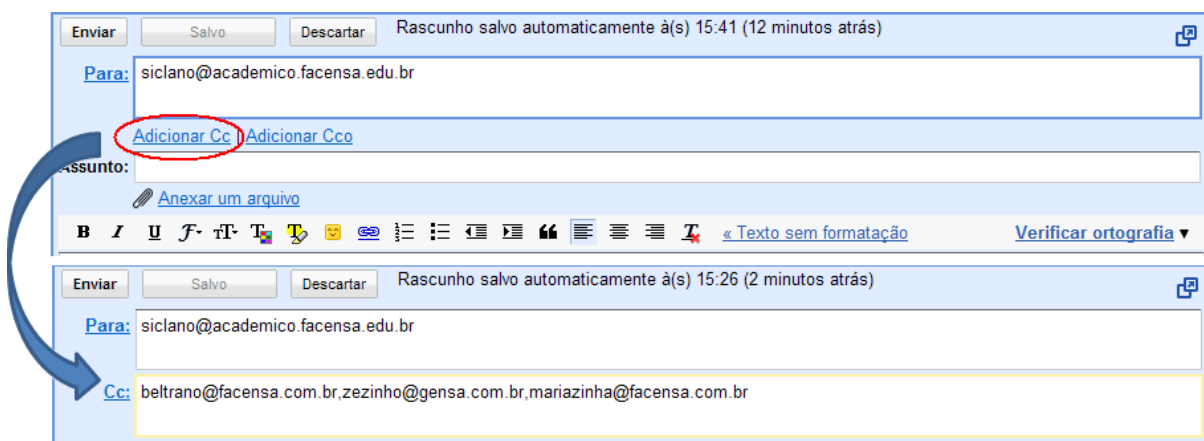 Enviar Salvo Descartar Rascunho salvo automaticamente à(s) 15:41 (12 minutos atrás)
Para: siclano@academico.facensa.edu.br
Adicionar Cc | Adicionar Cco
Assunto:
Anexar um arquivo
B I U F T T T « Texto sem formatação Verificar ortografia ▼
Enviar Salvo Descartar Rascunho salvo automaticamente à(s) 15:26 (2 minutos atrás)
Para: siclano@academico.facensa.edu.br
Cc: beltrano@facensa.com.br,zezinho@gensa.com.br,mariazinha@facensa.com.br